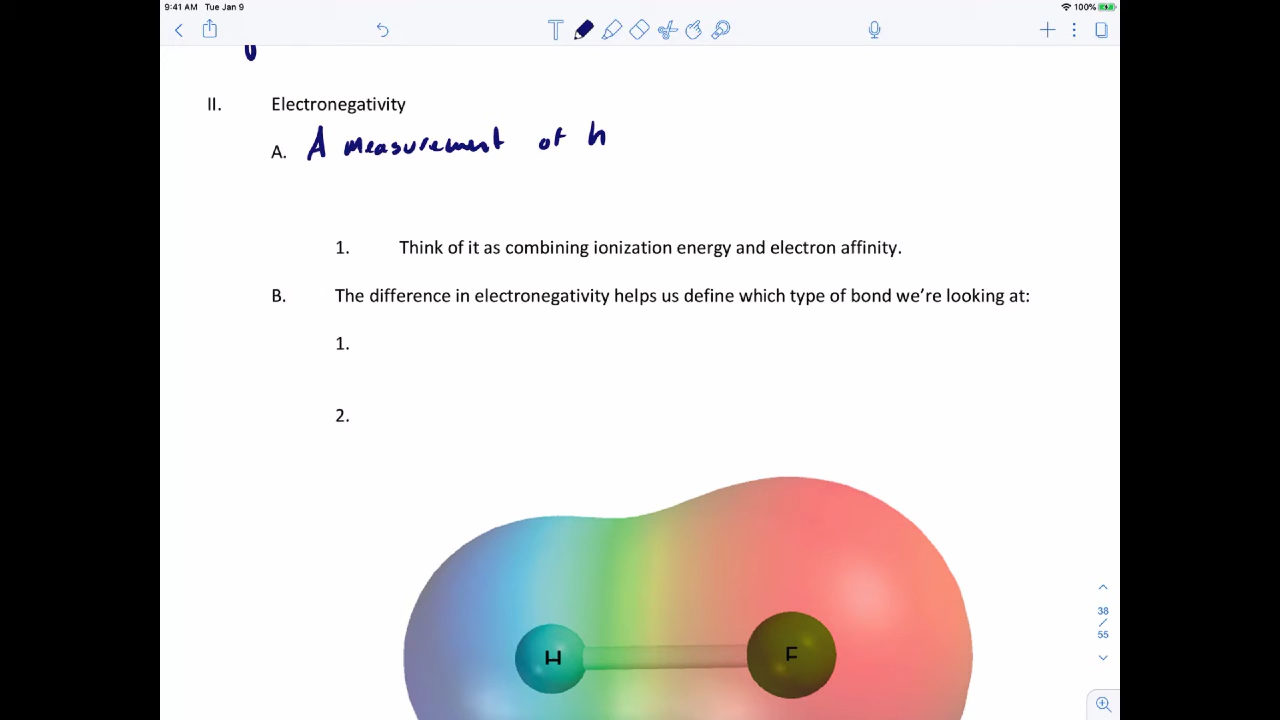 9:41 AM Tue Jan 9
100%
T
II. Electronegativity
A. A measurement of h
1. Think of it as combining ionization energy and electron affinity.
B. The difference in electronegativity helps us define which type of bond we're looking at:
1.
2.
38
/
55
H F